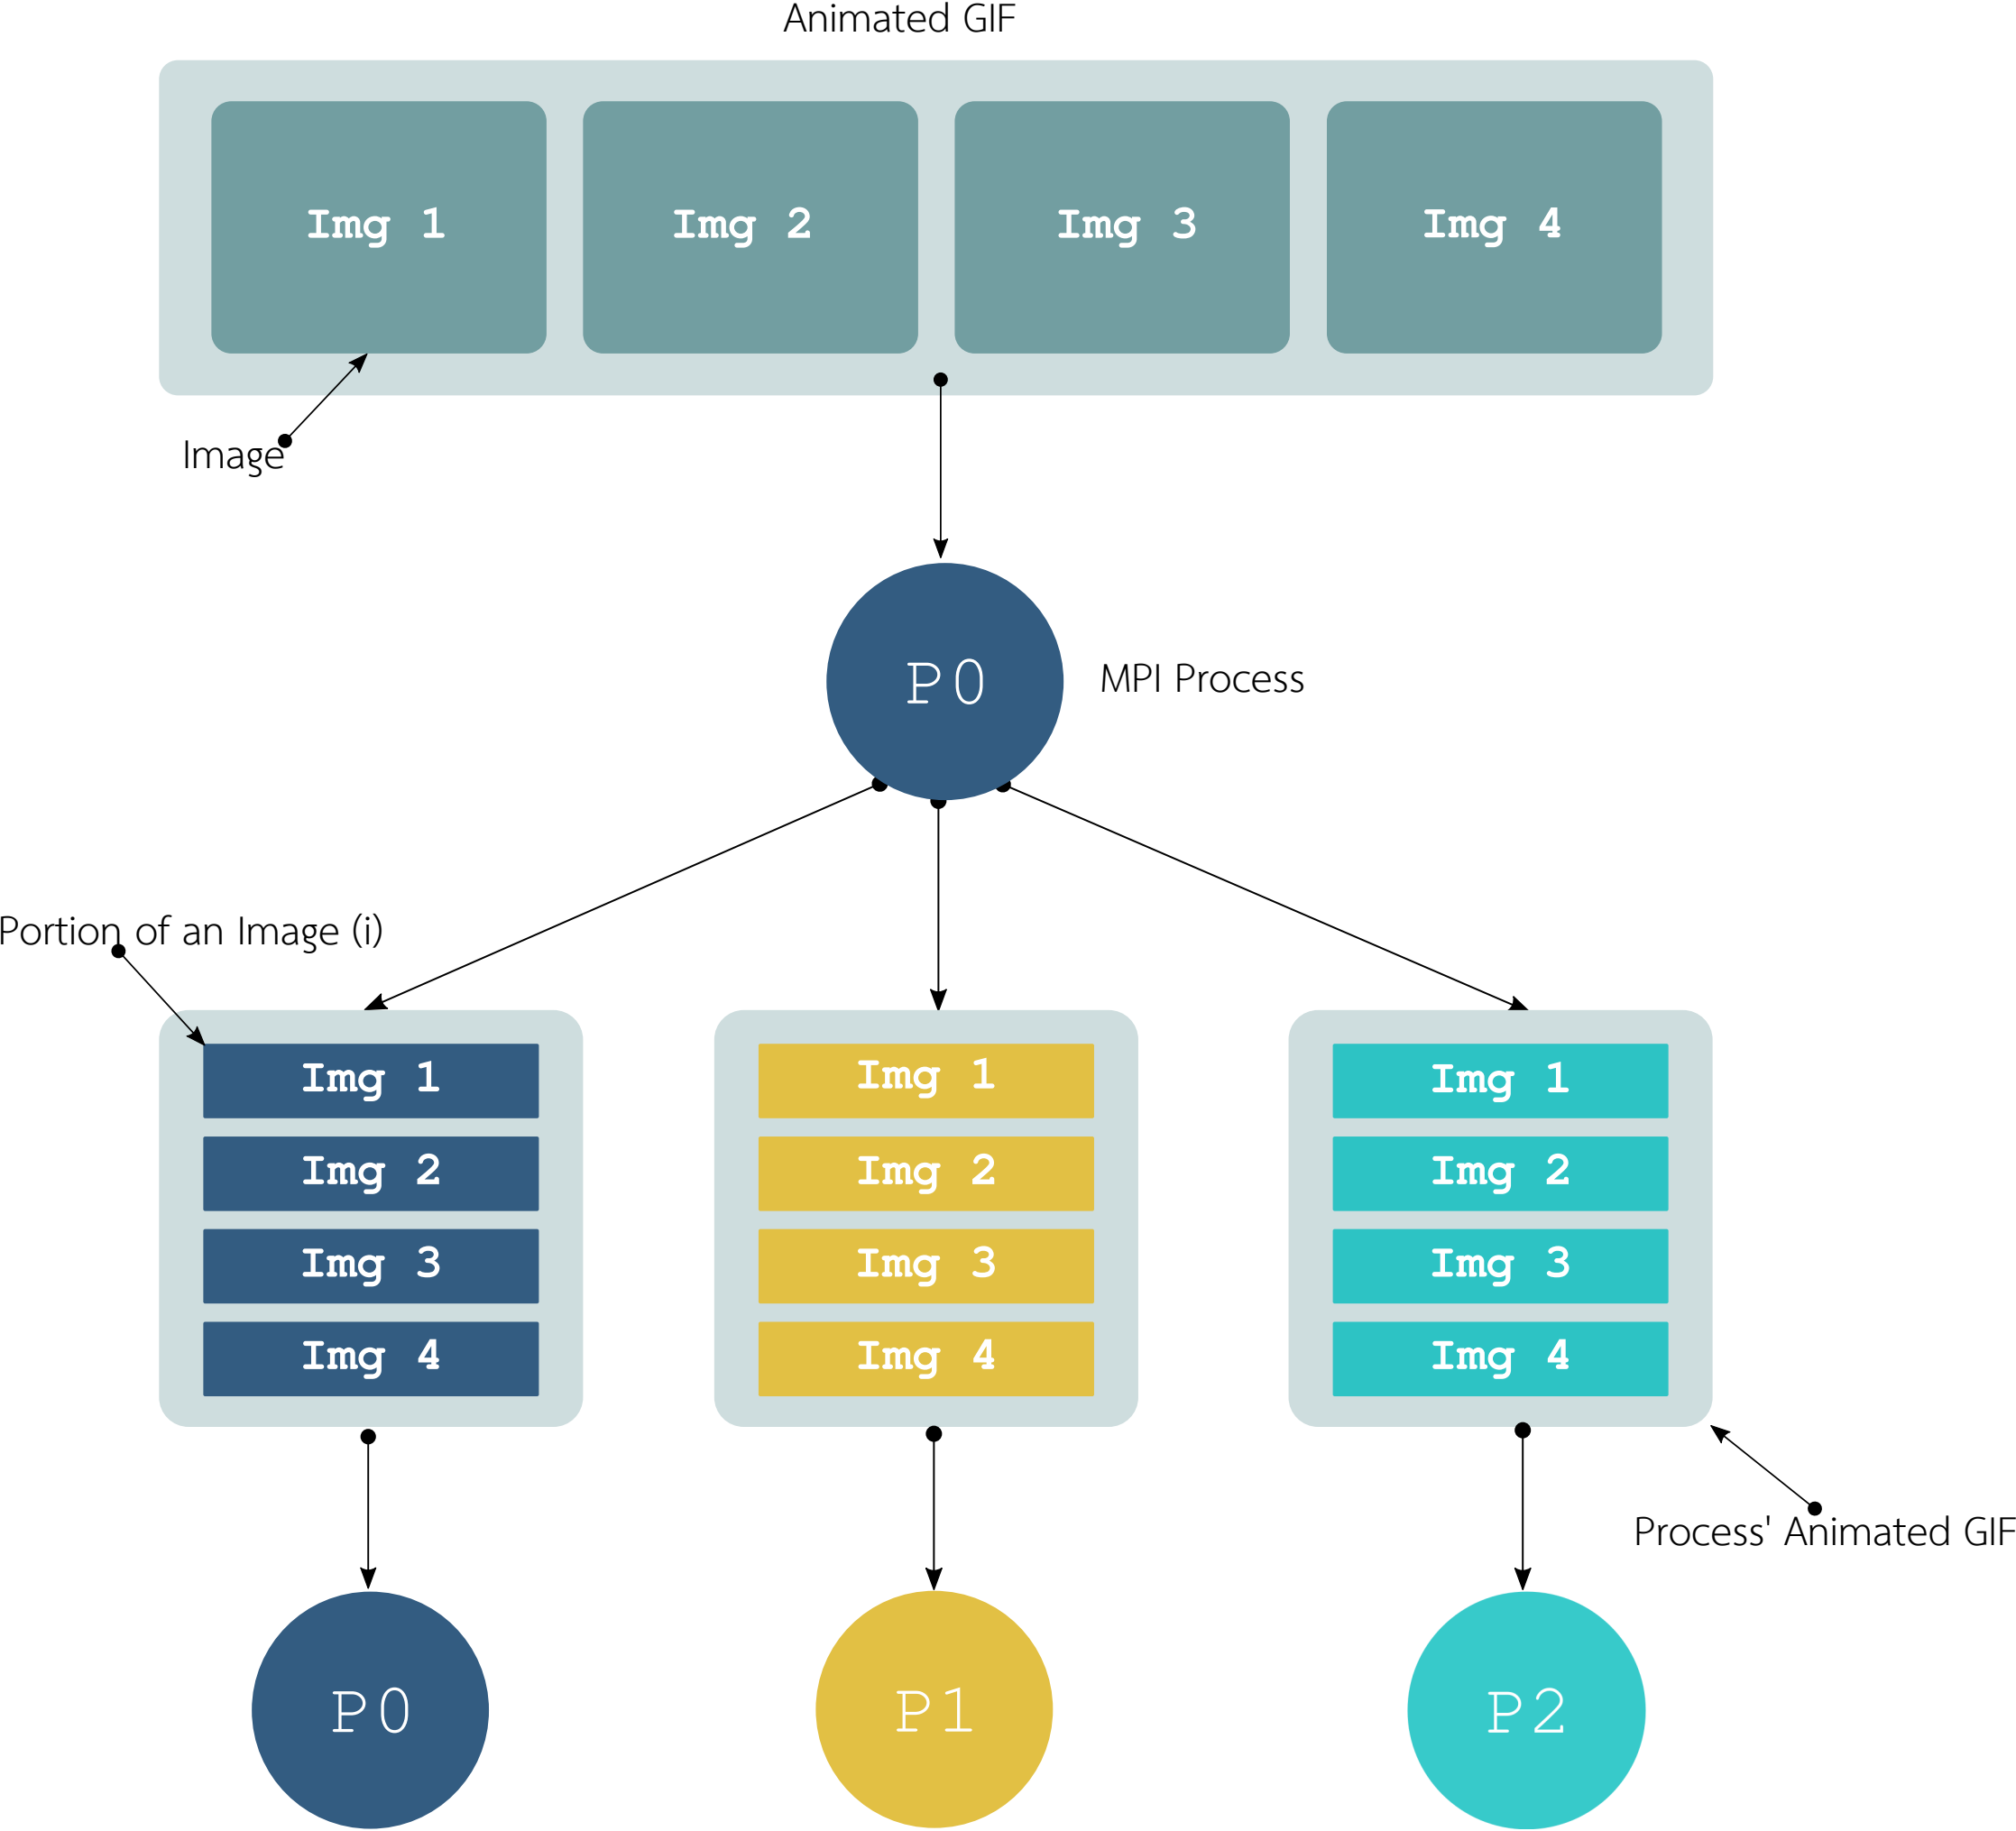 Animated GIF
Img 1
Img 2
Img 3
Img 4
Image
P0
MPI Process
Portion of an Image (i)
Img 1
Img 2
Img 3
Img 4
Img 1
Img 2
Img 3
Img 4
Img 1
Img 2
Img 3
Img 4
Process' Animated GIF
P0
P1
P2